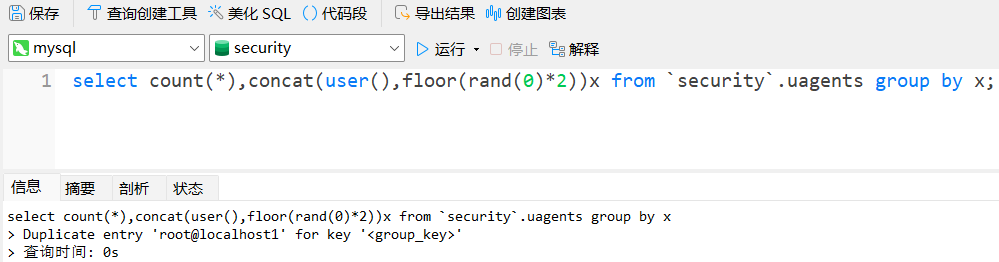 保存 查询创建工具 美化 SQL ()代码段 导出结果 创建图表
mysql security 运行 停止 解释
1 select count(*),concat(user(),floor(rand(0)*2))x from `security`.uagents group by x;
信息 摘要 剖析 状态
select count(*),concat(user(),floor(rand(0)*2))x from `security`.uagents group by x
> Duplicate entry 'root@localhost1' for key '<group_key>'
> 查询时间: 0s